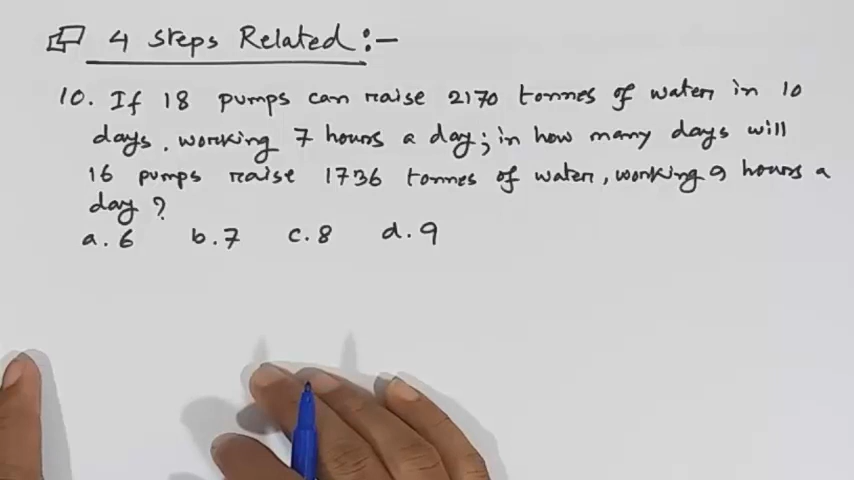 4 Steps Related:-
10. If 18 pumps can raise 2170 tonnes of water in 10
days, working 7 hours a day; in how many days will
16 pumps raise 1736 tonnes of water, working 9 hours a
day?
a. 6 b. 7 c. 8 d. 9